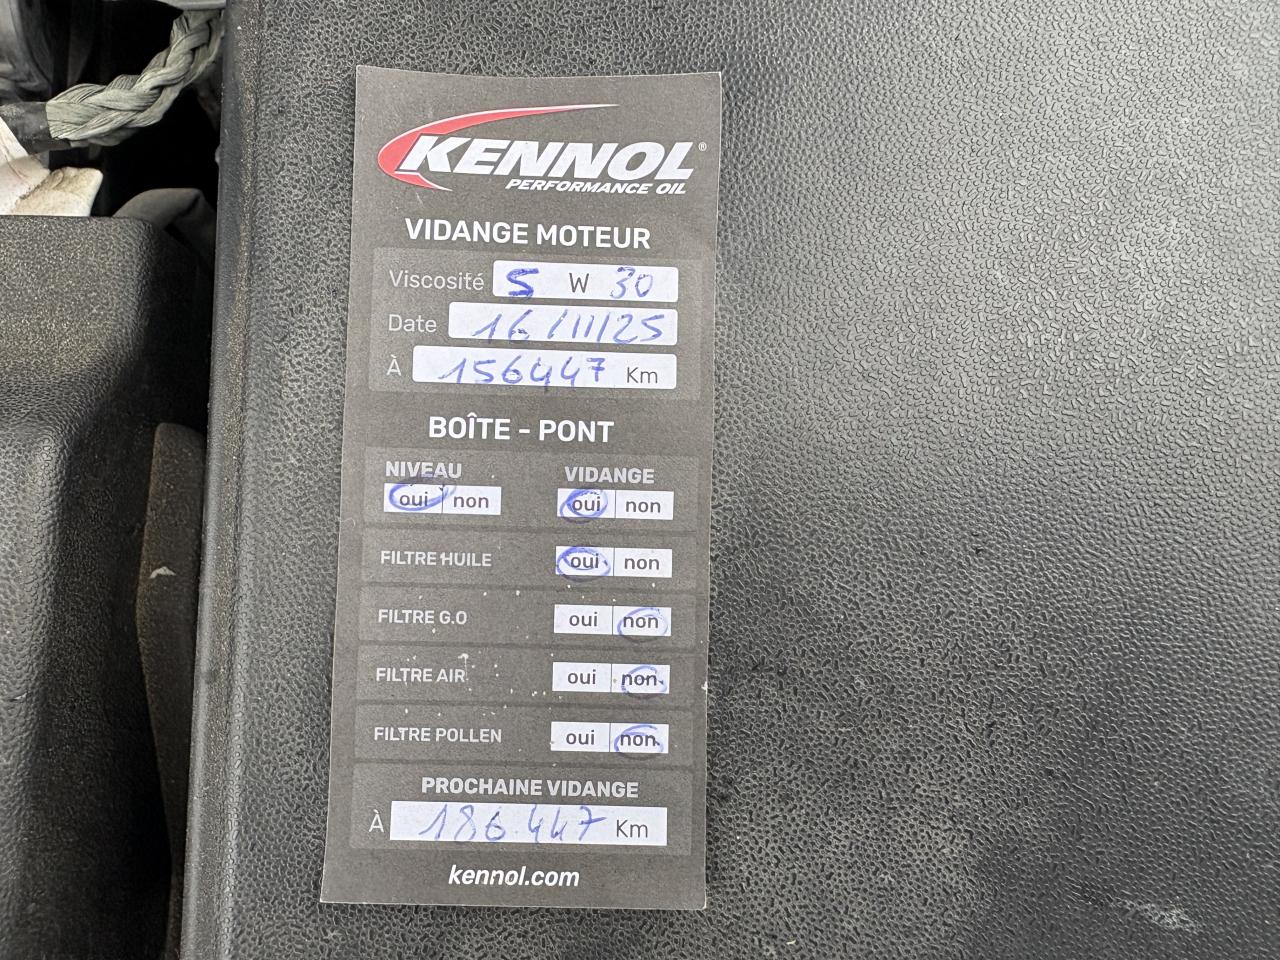 KENNOL®
PERFORMANCE OIL
VIDANGE MOTEUR
Viscosité 5 W 30
Date 16/11/25
À 156447 Km
BOÎTE - PONT
NIVEAU VIDANGE
oui non oui non
FILTRE HUILE oui non
FILTRE G.O oui non
FILTRE AIR oui non
FILTRE POLLEN oui non
PROCHAINE VIDANGE
À 186 447 Km
kennol.com